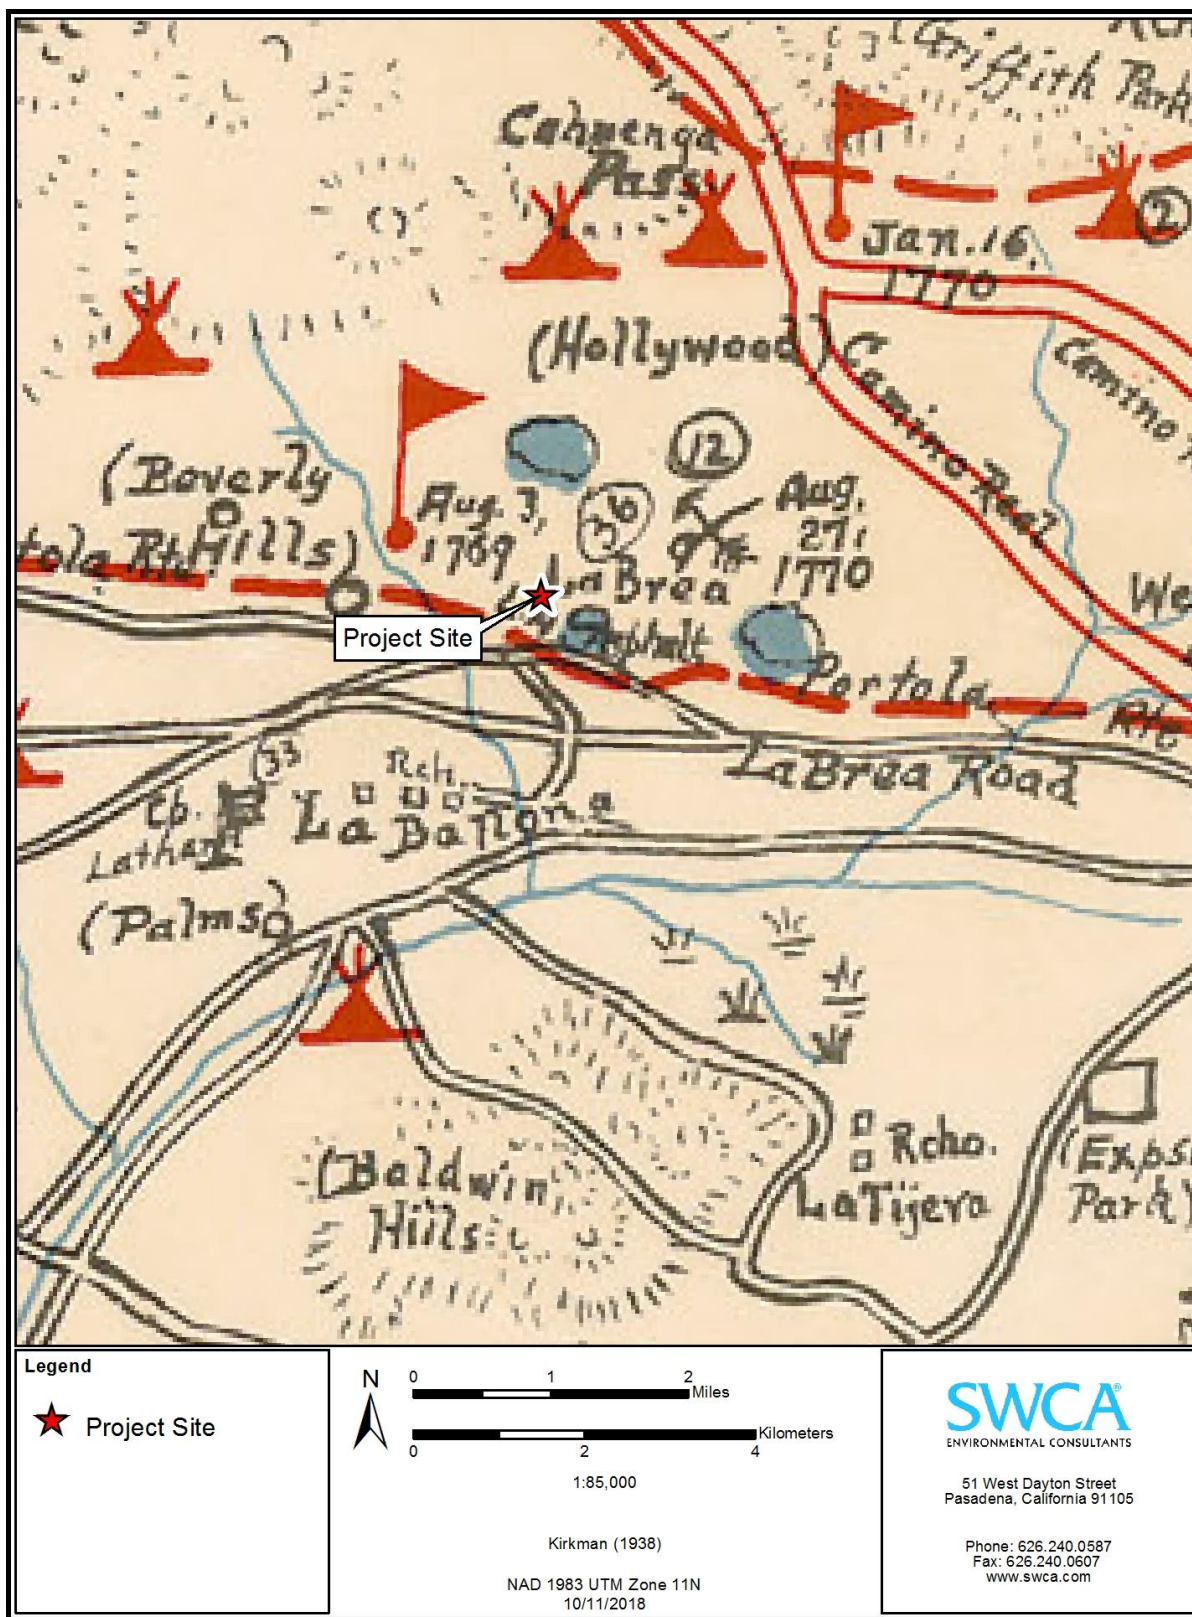 Griffith Park
Cahuenga
Pass
2
Jan. 16,
1770
(Hollywood)
Camino Real
Camino
12
(Beverly
Hills)
Aug. 3,
1769
36
Aug.
27,
1770
La Brea
Project Site
Asphalt
Portola
Rte
La Brea Road
33
Rch.
La Ballona
(Palms)
(Baldwin
Hills
Rcho.
La Tijera
Park)
Legend
Project Site
N
0 1 2
Miles
Kilometers
0 2 4
1:85,000
Kirkman (1938)
NAD 1983 UTM Zone 11N
10/11/2018
SWCA®
ENVIRONMENTAL CONSULTANTS
51 West Dayton Street
Pasadena, California 91105
Phone: 626.240.0587
Fax: 626.240.0607
www.swca.com